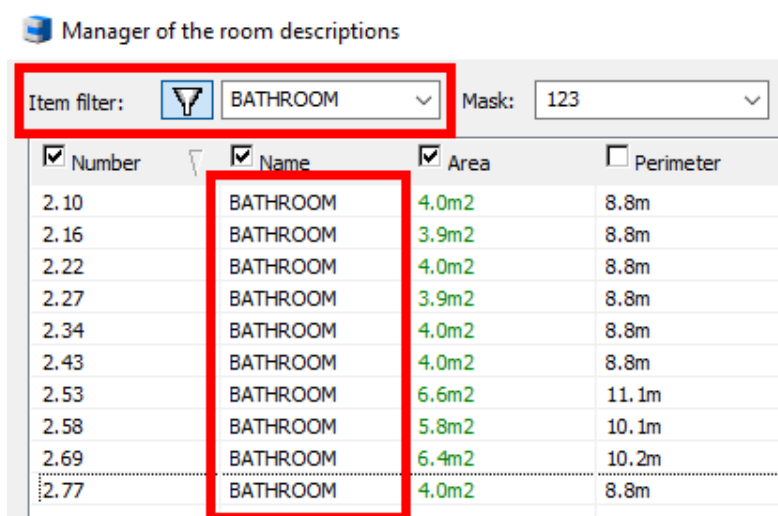 Manager of the room descriptions
Item filter: BATHROOM Mask: 123
Number Name Area Perimeter
2.10 BATHROOM 4.0m2 8.8m
2.16 BATHROOM 3.9m2 8.8m
2.22 BATHROOM 4.0m2 8.8m
2.27 BATHROOM 3.9m2 8.8m
2.34 BATHROOM 4.0m2 8.8m
2.43 BATHROOM 4.0m2 8.8m
2.53 BATHROOM 6.6m2 11.1m
2.58 BATHROOM 5.8m2 10.1m
2.69 BATHROOM 6.4m2 10.2m
2.77 BATHROOM 4.0m2 8.8m